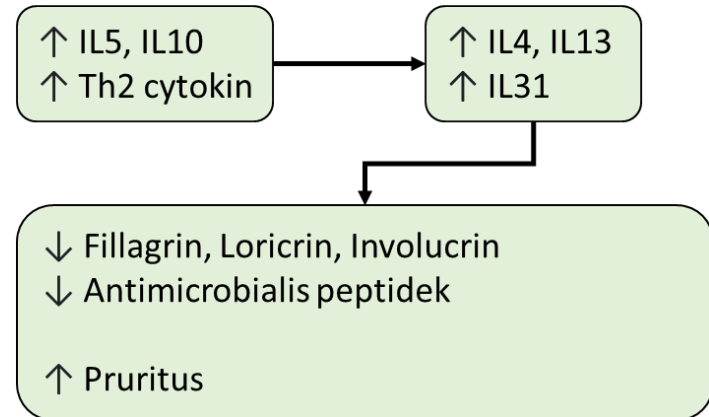 ↑ IL5, IL10
↑ Th2 cytokin
↑ IL4, IL13
↑ IL31
↓ Fillagrin, Loricrin, Involucrin
↓ Antimicrobialis peptidek
↑ Pruritus